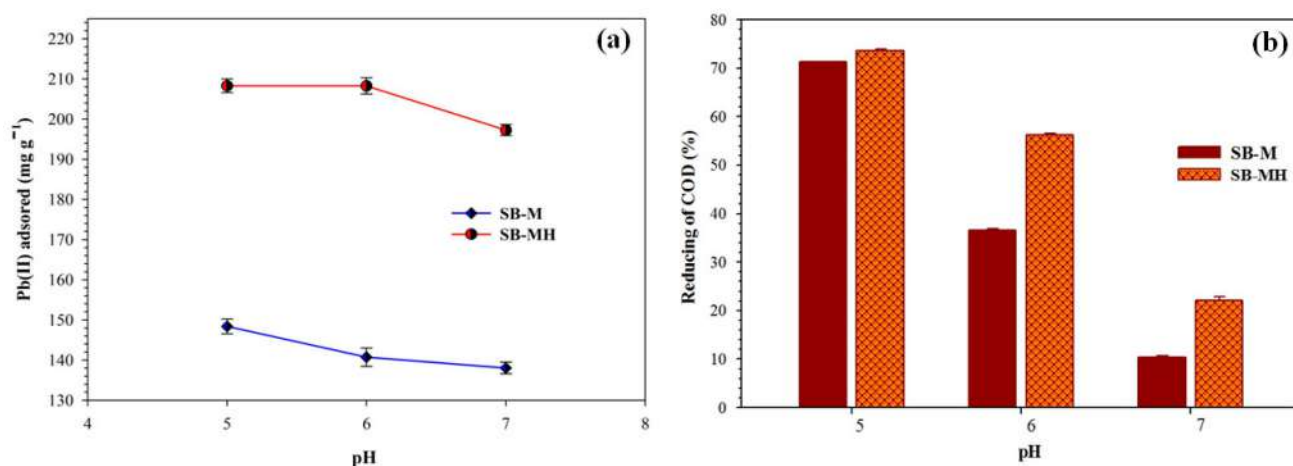 (a)
Pb(II) adsored (mg g⁻¹)
220
210
200
190
180
170
160
150
140
130
SB-M
SB-MH
4 5 6 7 8
pH
(b)
Reducing of COD (%)
80
70
60
50
40
30
20
10
0
SB-M
SB-MH
5 6 7
pH